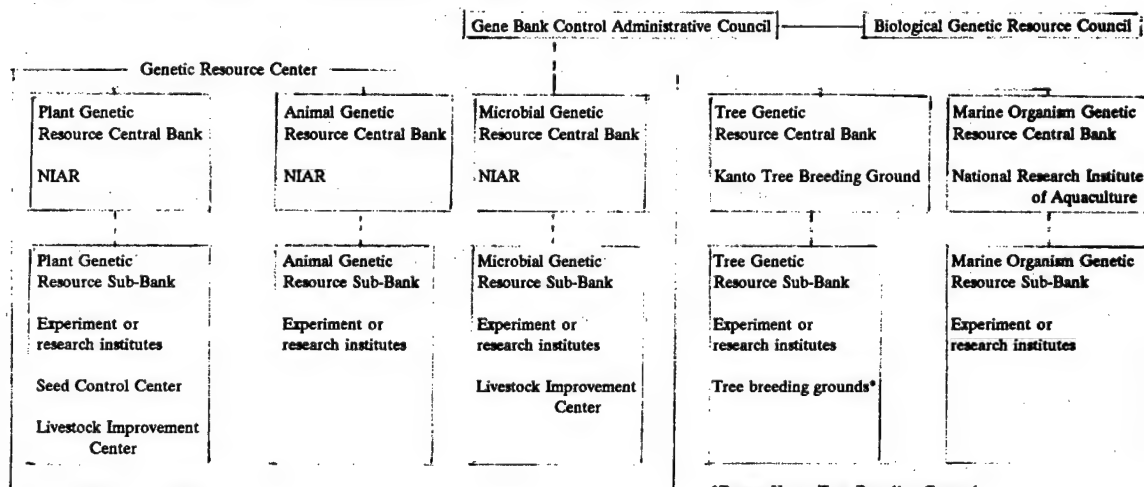 Gene Bank Control Administrative Council
Biological Genetic Resource Council
Genetic Resource Center
Plant Genetic
Resource Central Bank
NIAR
Animal Genetic
Resource Central Bank
NIAR
Microbial Genetic
Resource Central Bank
NIAR
Tree Genetic
Resource Central Bank
Kanto Tree Breeding Ground
Marine Organism Genetic
Resource Central Bank
National Research Institute
of Aquaculture
Plant Genetic
Resource Sub-Bank
Experiment or
research institutes
Seed Control Center
Livestock Improvement
Center
Animal Genetic
Resource Sub-Bank
Experiment or
research institutes
Microbial Genetic
Resource Sub-Bank
Experiment or
research institutes
Livestock Improvement
Center
Tree Genetic
Resource Sub-Bank
Experiment or
research institutes
Tree breeding grounds*
Marine Organism Genetic
Resource Sub-Bank
Experiment or
research institutes